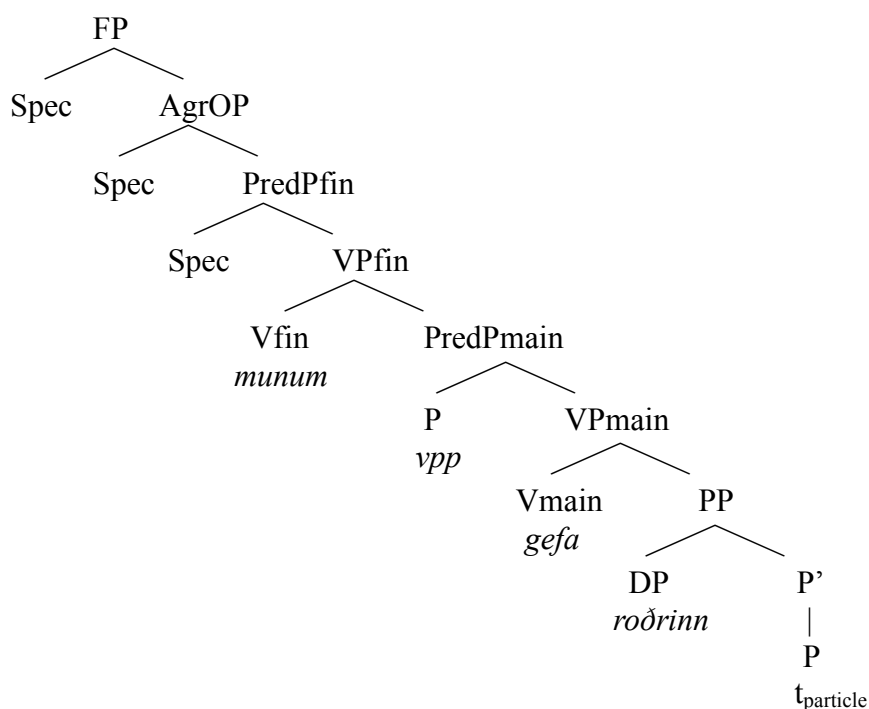 FP
Spec AgrOP
Spec PredPfin
Spec VPfin
Vfin PredPmain
munum
P VPmain
vpp
Vmain PP
gefa
DP P’
roðrinn
P
tparticle